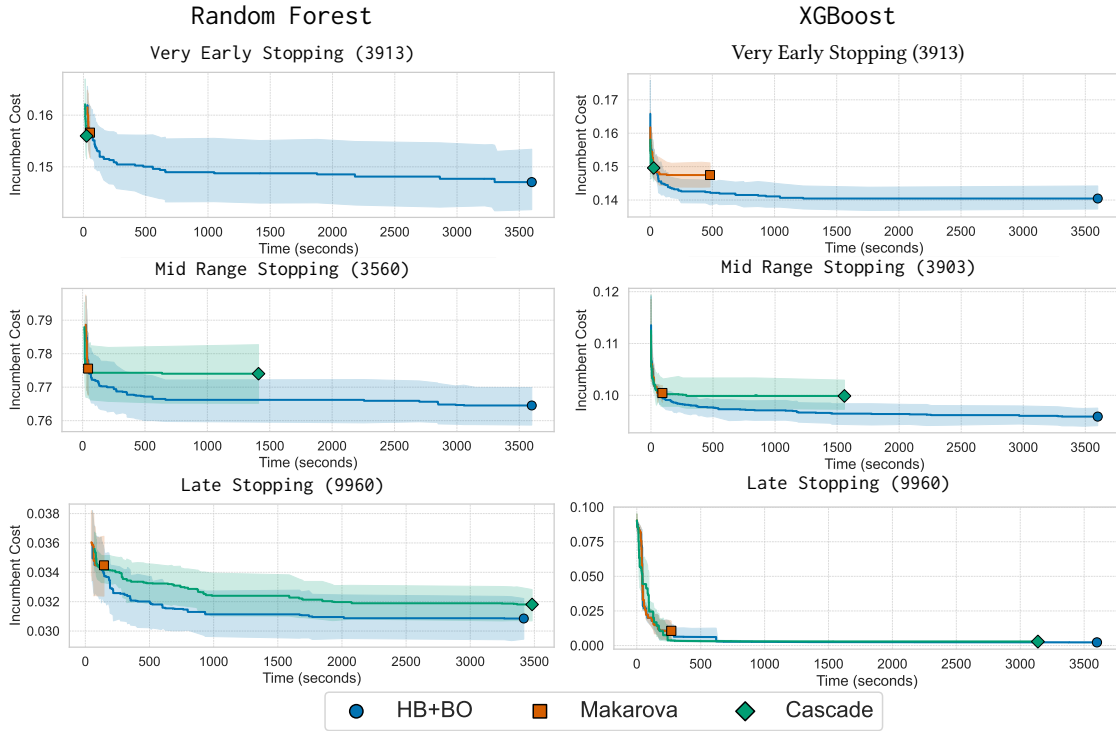 Random Forest
XGBoost
Very Early Stopping (3913)
Incumbent Cost
0.16
0.15
0 500 1000 1500 2000 2500 3000 3500
Time (seconds)
Very Early Stopping (3913)
Incumbent Cost
0.17
0.16
0.15
0.14
0 500 1000 1500 2000 2500 3000 3500
Time (seconds)
Mid Range Stopping (3560)
Incumbent Cost
0.79
0.78
0.77
0.76
0 500 1000 1500 2000 2500 3000 3500
Time (seconds)
Mid Range Stopping (3903)
Incumbent Cost
0.12
0.11
0.10
0 500 1000 1500 2000 2500 3000 3500
Time (seconds)
Late Stopping (9960)
Incumbent Cost
0.038
0.036
0.034
0.032
0.030
0 500 1000 1500 2000 2500 3000 3500
Time (seconds)
Late Stopping (9960)
Incumbent Cost
0.100
0.075
0.050
0.025
0.000
0 500 1000 1500 2000 2500 3000 3500
Time (seconds)
HB+BO Makarova Cascade